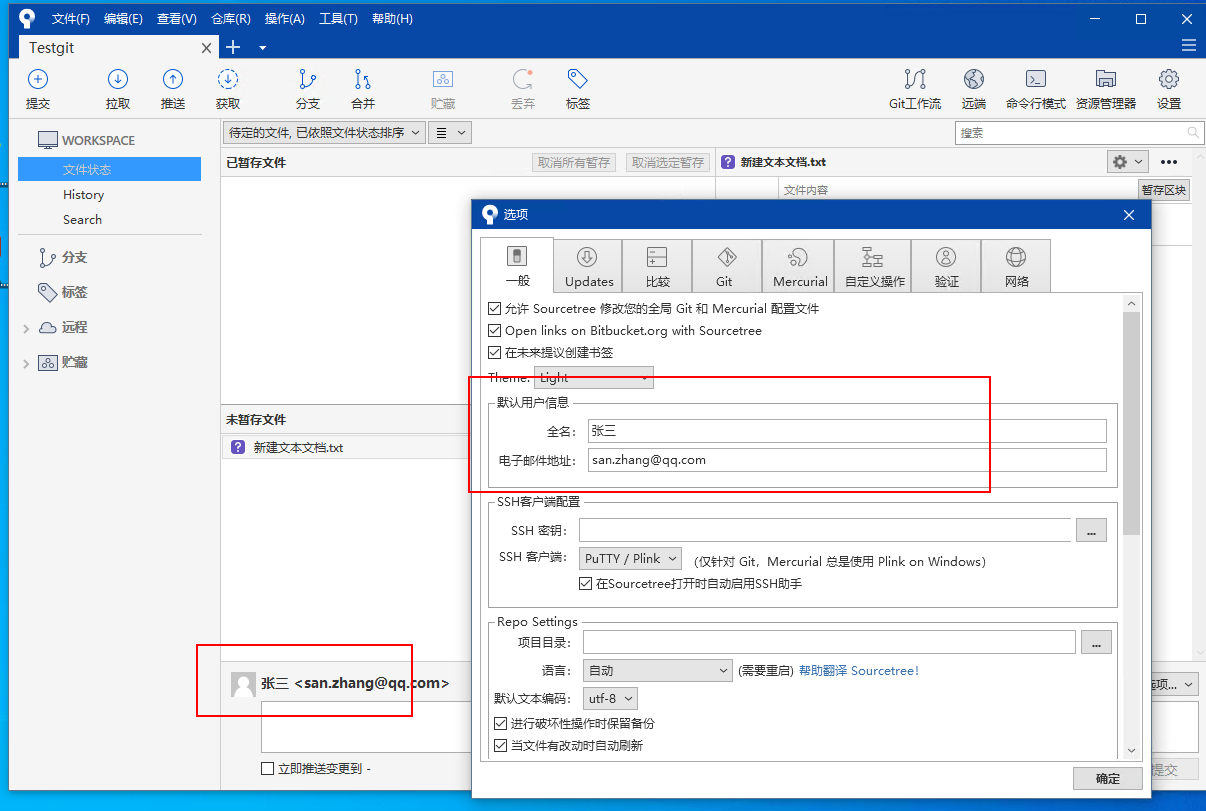 文件(F) 编辑(E) 查看(V) 仓库(R) 操作(A) 工具(T) 帮助(H)
Testgit
提交 拉取 推送 获取 分支 合并 贮藏 丢弃 标签 Git工作流 远端 命令行模式 资源管理器 设置
WORKSPACE
文件状态
History
Search
分支
标签
远程
贮藏
待定的文件, 已依照文件状态排序
搜索
已暂存文件 取消所有暂存 取消选定暂存
新建文本文档.txt
文件内容 暂存区块
未暂存文件
新建文本文档.txt
张三 <san.zhang@qq.com>
立即推送变更到 -
选项...
提交
选项
一般 Updates 比较 Git Mercurial 自定义操作 验证 网络
允许 Sourcetree 修改您的全局 Git 和 Mercurial 配置文件
Open links on Bitbucket.org with Sourcetree
在未来提议创建书签
Theme: Light
默认用户信息
全名: 张三
电子邮件地址: san.zhang@qq.com
SSH客户端配置
SSH 密钥: ...
SSH 客户端: PuTTY / Plink (仅针对 Git，Mercurial 总是使用 Plink on Windows)
在Sourcetree打开时自动启用SSH助手
Repo Settings
项目目录: ...
语言: 自动 (需要重启) 帮助翻译 Sourcetree!
默认文本编码: utf-8
进行破坏性操作时保留备份
当文件有改动时自动刷新
确定